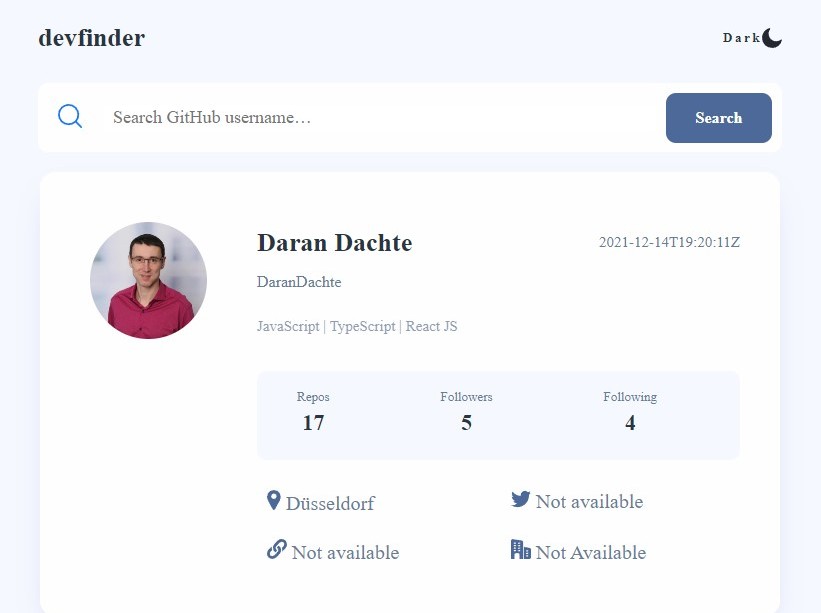 devfinder
Dark
Search GitHub username…
Search
Daran Dachte
2021-12-14T19:20:11Z
DaranDachte
JavaScript | TypeScript | React JS
Repos Followers Following
17 5 4
Düsseldorf Not available
Not available Not Available